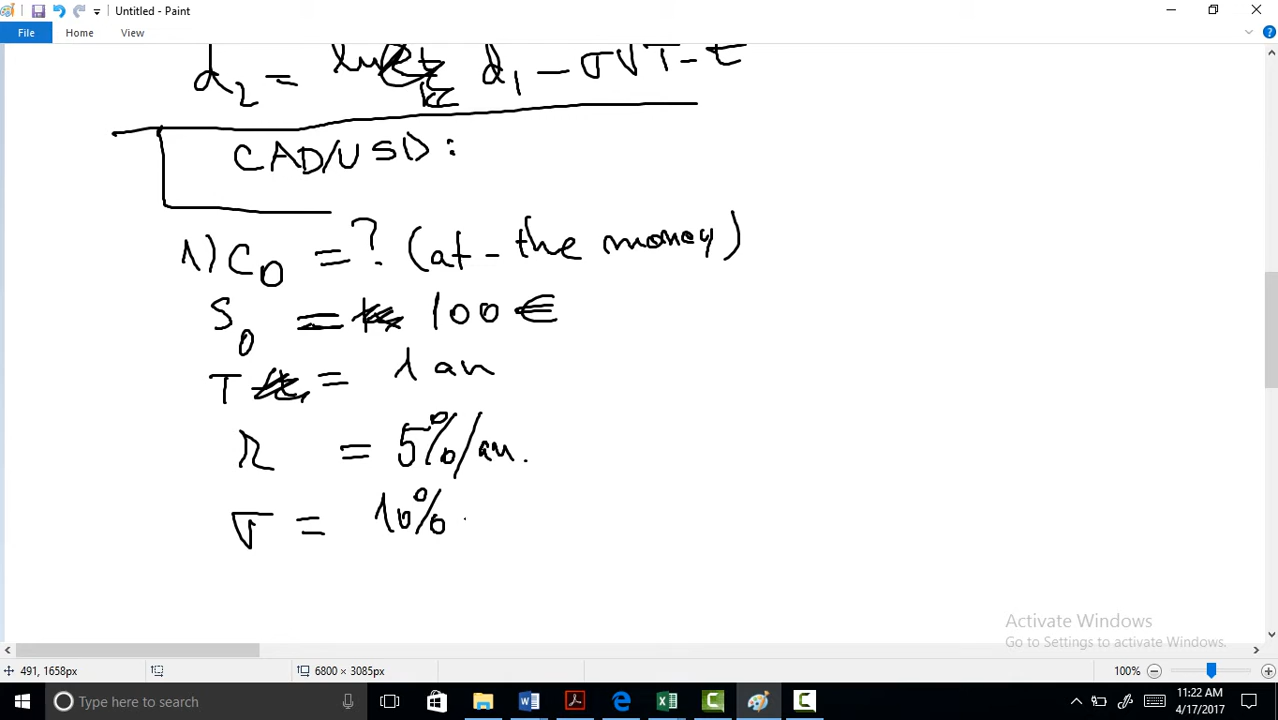 Untitled - Paint
File Home View
d2 = d1 - σ√T-t
CAD/USD:
1) C0 = ? (at-the money)
S0 = 100 €
T = 1 an
r = 5%/an.
σ = 10%
Activate Windows
Go to Settings to activate Windows.
491, 1658px 6800 × 3085px 100%
Type here to search 11:22 AM
4/17/2017